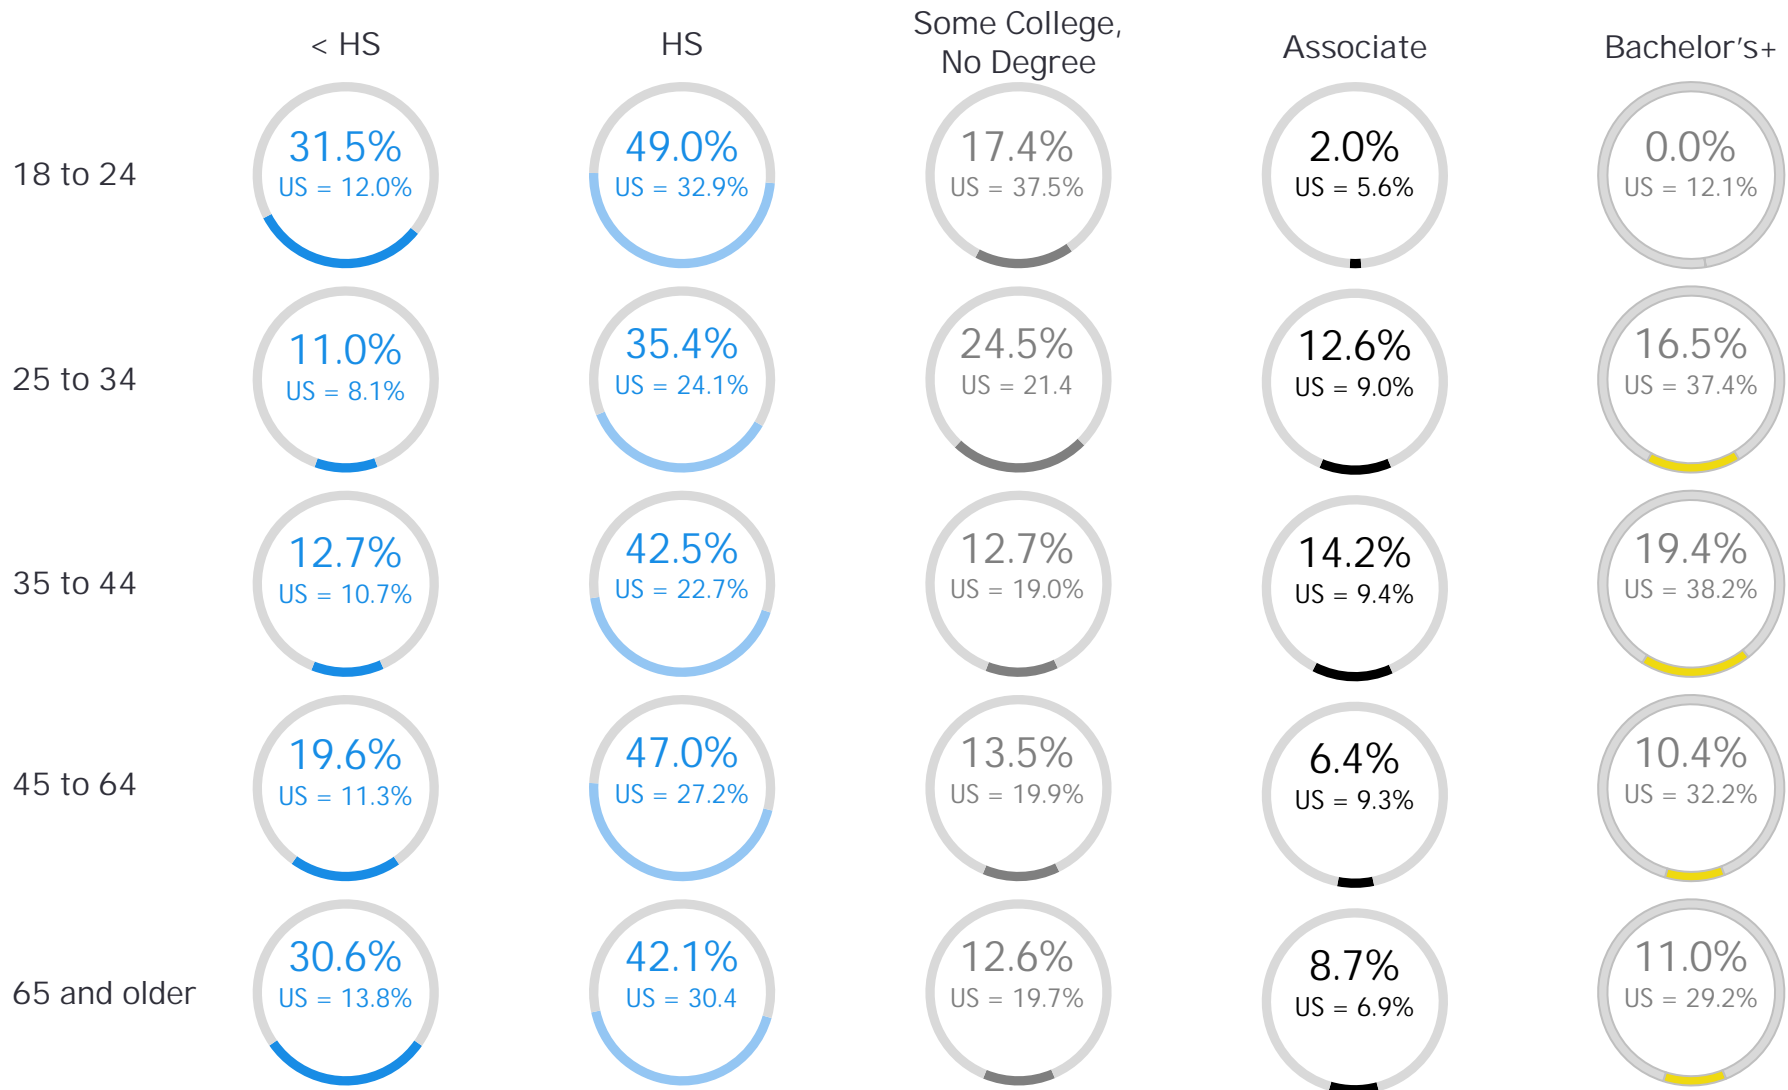 < HS
HS
Some College,
No Degree
Associate
Bachelor's+
18 to 24
31.5%
US = 12.0%
49.0%
US = 32.9%
17.4%
US = 37.5%
2.0%
US = 5.6%
0.0%
US = 12.1%
25 to 34
11.0%
US = 8.1%
35.4%
US = 24.1%
24.5%
US = 21.4
12.6%
US = 9.0%
16.5%
US = 37.4%
35 to 44
12.7%
US = 10.7%
42.5%
US = 22.7%
12.7%
US = 19.0%
14.2%
US = 9.4%
19.4%
US = 38.2%
45 to 64
19.6%
US = 11.3%
47.0%
US = 27.2%
13.5%
US = 19.9%
6.4%
US = 9.3%
10.4%
US = 32.2%
65 and older
30.6%
US = 13.8%
42.1%
US = 30.4
12.6%
US = 19.7%
8.7%
US = 6.9%
11.0%
US = 29.2%